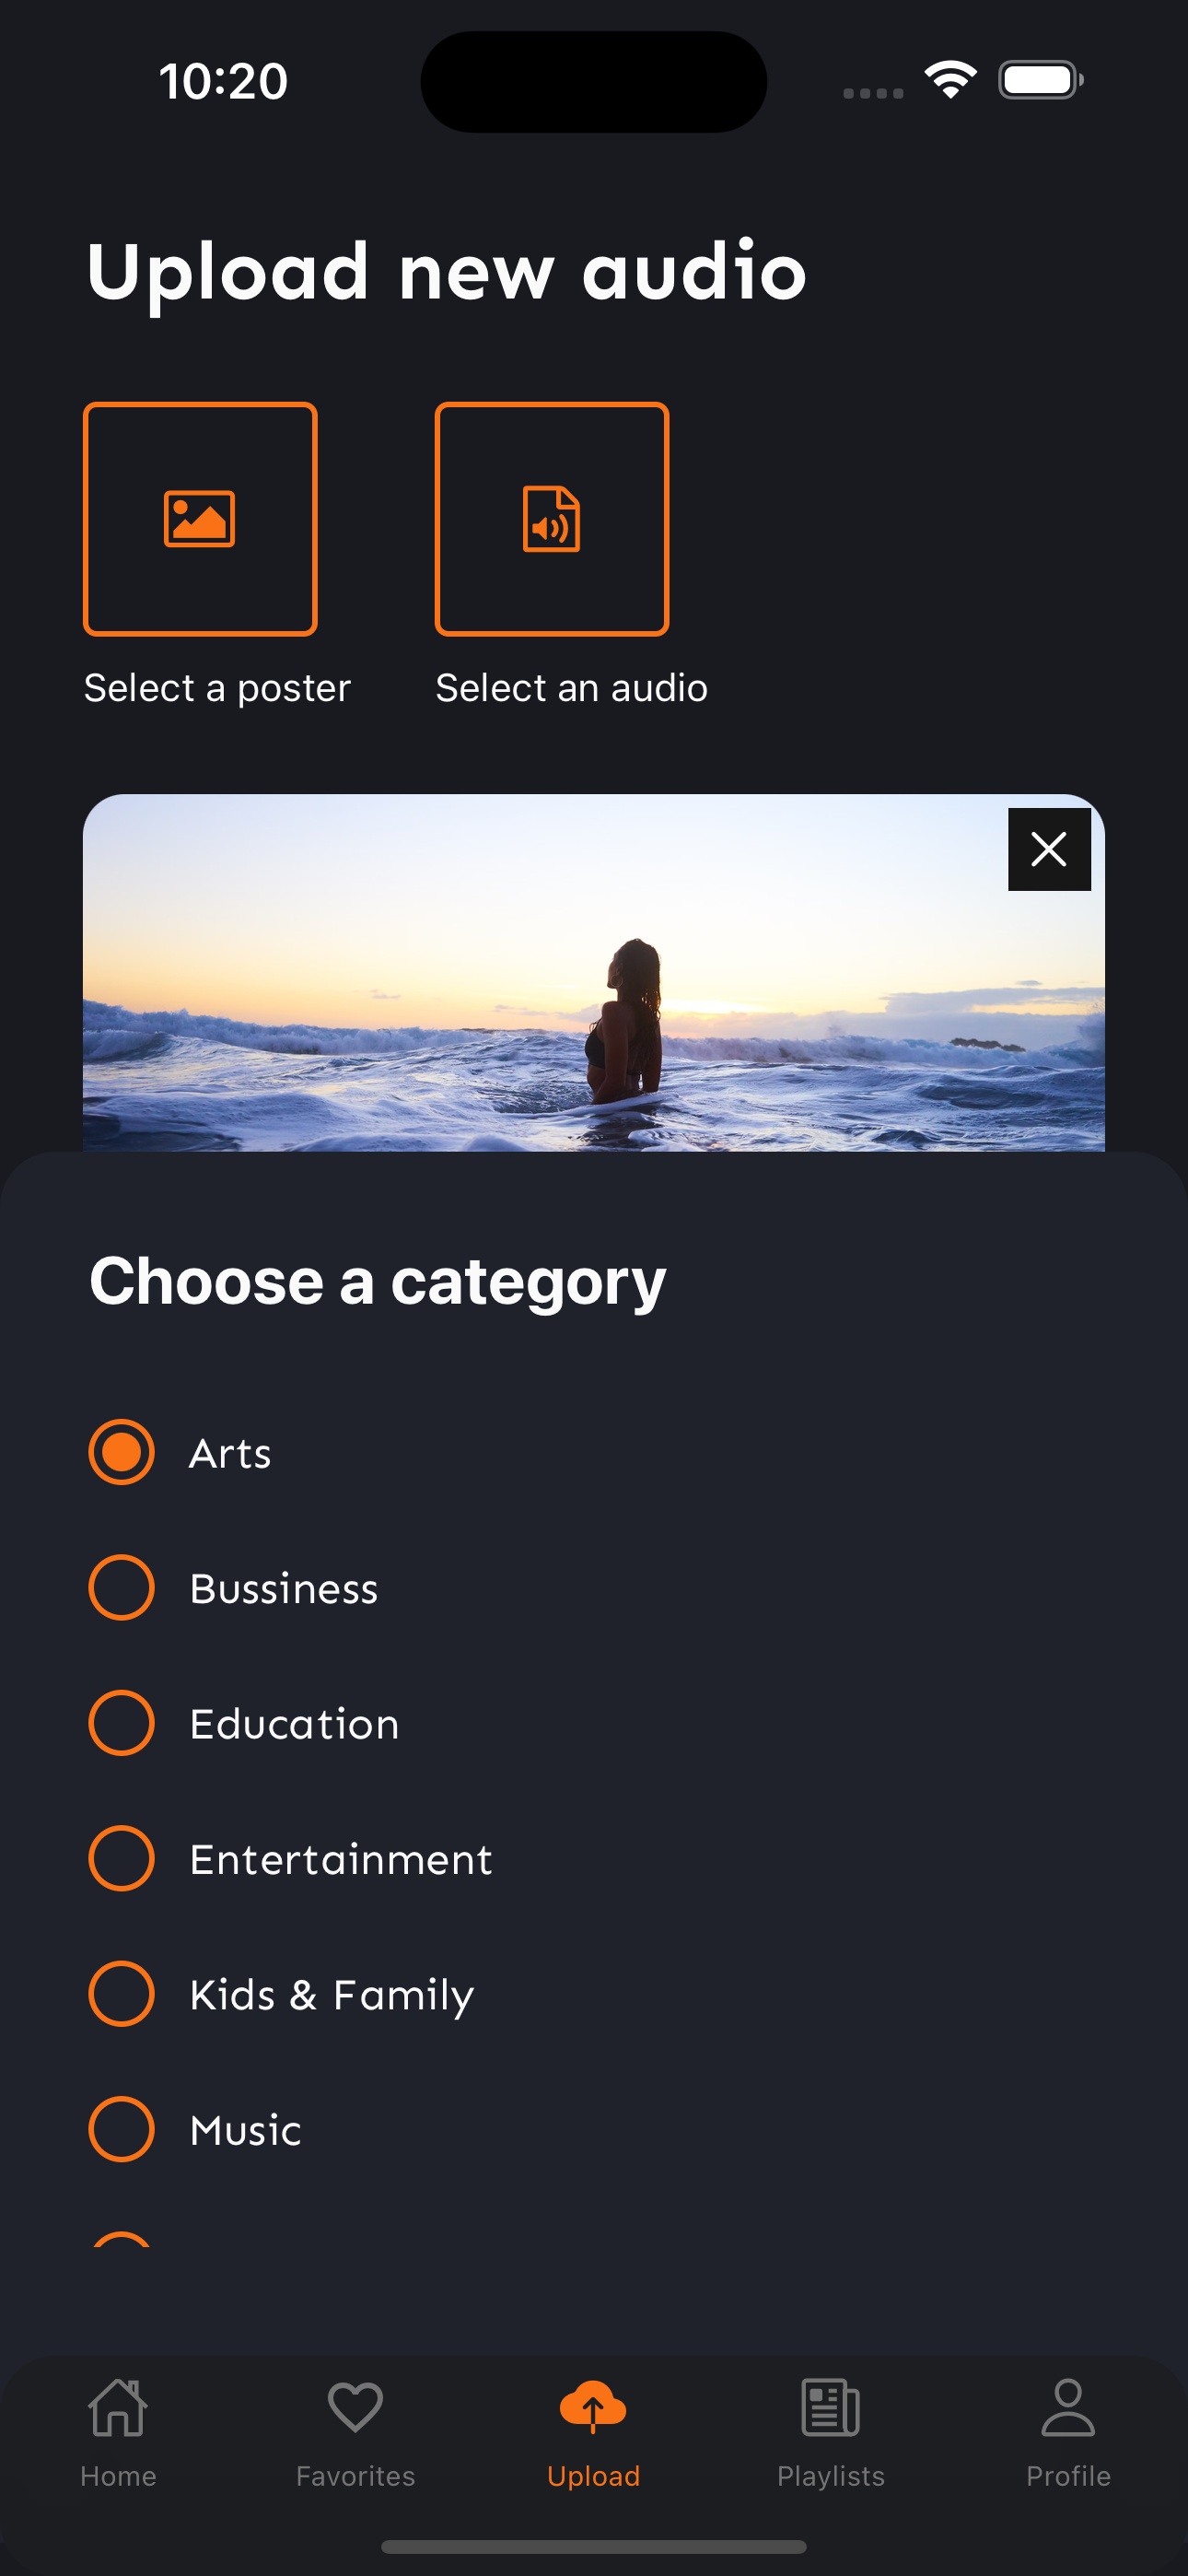 10:20
Upload new audio
Select a poster
Select an audio
Choose a category
Arts
Bussiness
Education
Entertainment
Kids & Family
Music
Home
Favorites
Upload
Playlists
Profile